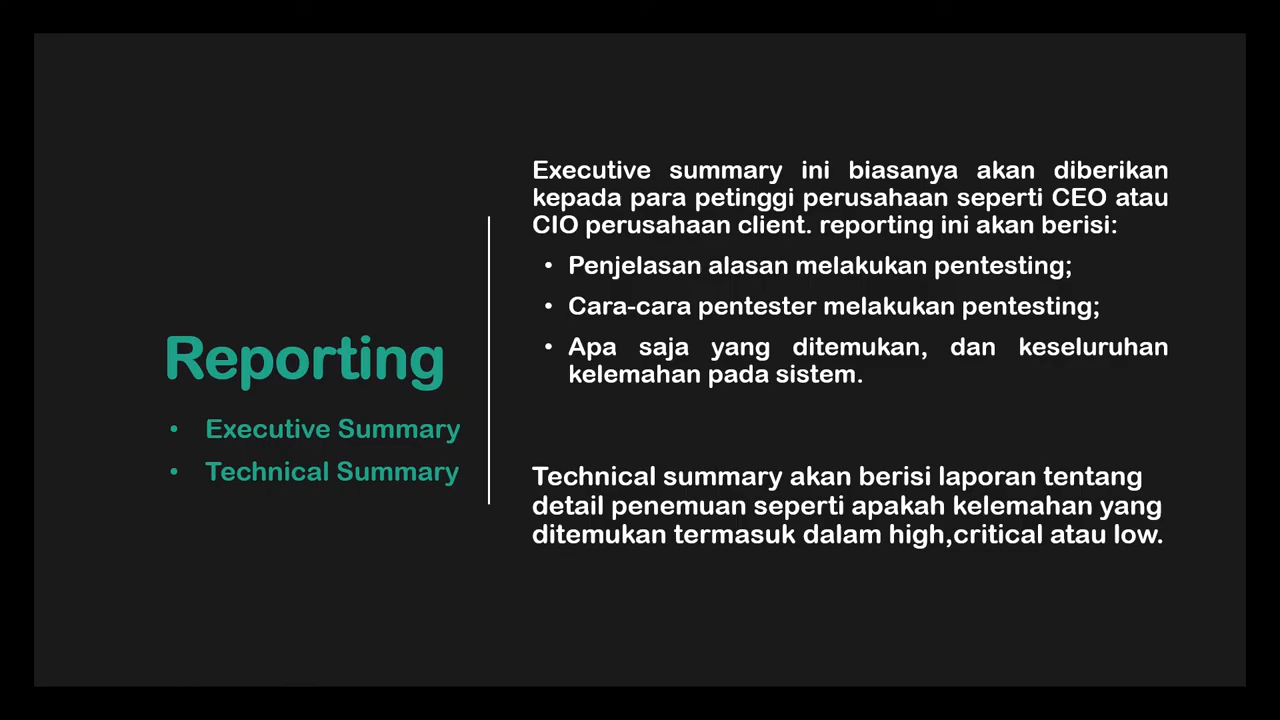 Reporting
• Executive Summary
• Technical Summary
Executive summary ini biasanya akan diberikan
kepada para petinggi perusahaan seperti CEO atau
CIO perusahaan client. reporting ini akan berisi:
• Penjelasan alasan melakukan pentesting;
• Cara-cara pentester melakukan pentesting;
• Apa saja yang ditemukan, dan keseluruhan
kelemahan pada sistem.
Technical summary akan berisi laporan tentang
detail penemuan seperti apakah kelemahan yang
ditemukan termasuk dalam high,critical atau low.